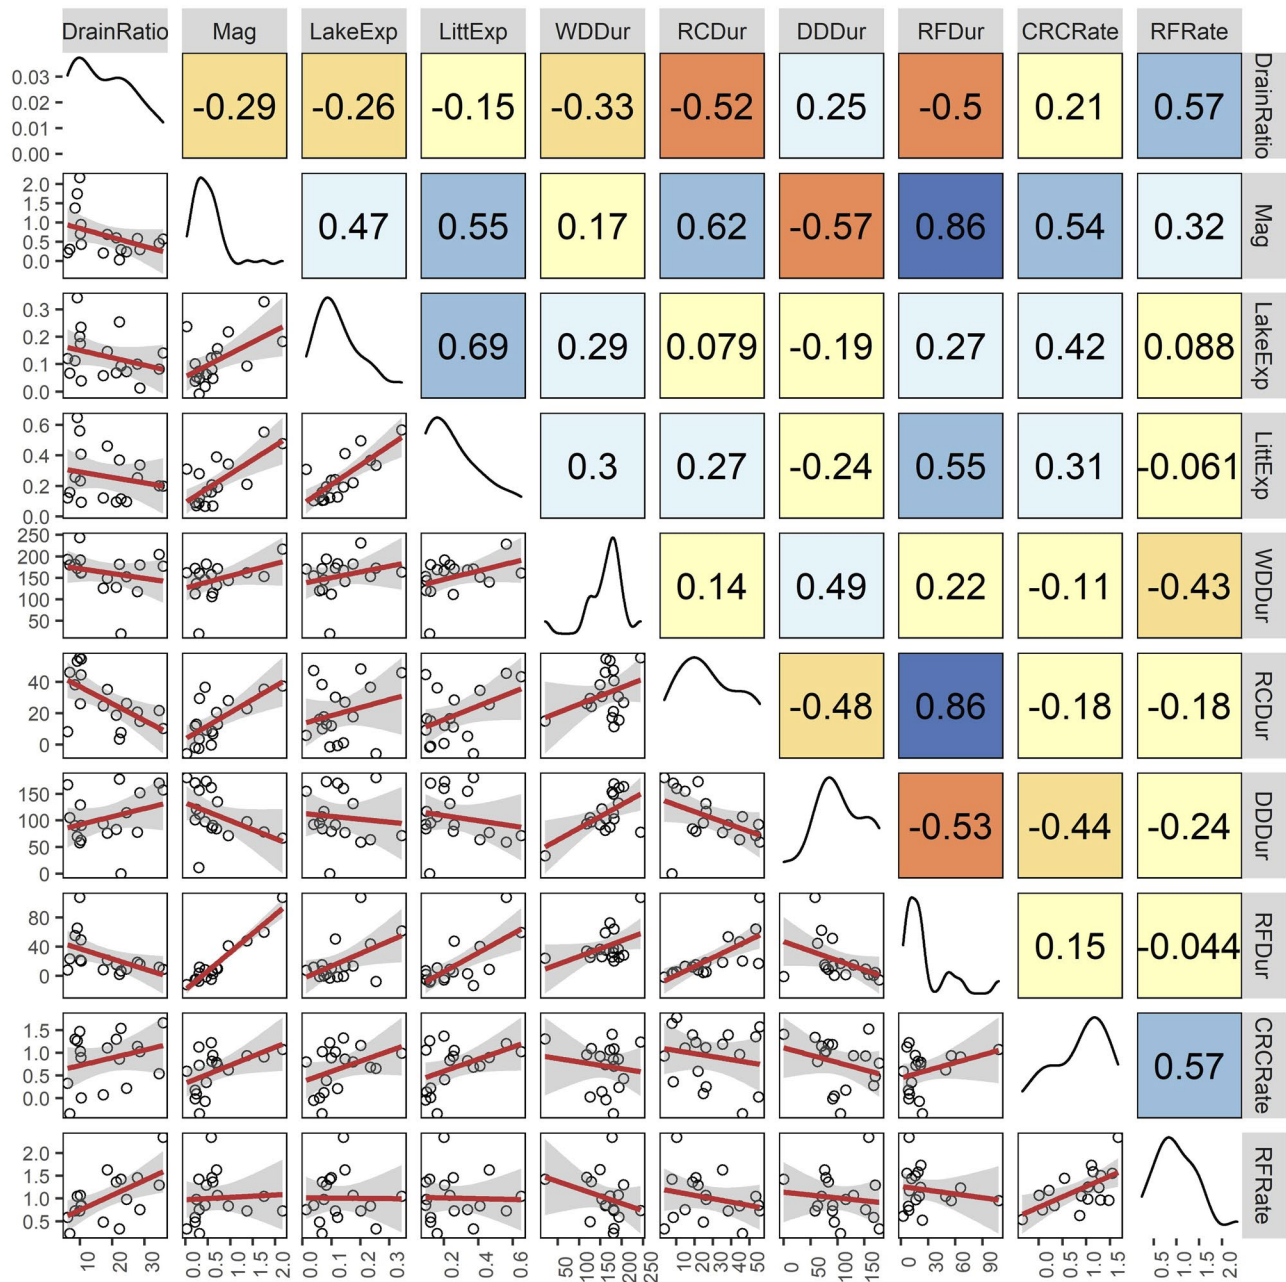 DrainRatio Mag LakeExp LittExp WDDur RCDur DDDur RFDur CRCRate RFRate
0.03 0.02 0.01 0.00 -0.29 -0.26 -0.15 -0.33 -0.52 0.25 -0.5 0.21 0.57 DrainRatio
2.0 1.5 1.0 0.5 0.0 0.47 0.55 0.17 0.62 -0.57 0.86 0.54 0.32 Mag
0.3 0.2 0.1 0.0 0.69 0.29 0.079 -0.19 0.27 0.42 0.088 LakeExp
0.6 0.4 0.2 0.0 0.3 0.27 -0.24 0.55 0.31 -0.061 LittExp
250 200 150 100 50 0.14 0.49 0.22 -0.11 -0.43 WDDur
40 20 0 -0.48 0.86 -0.18 -0.18 RCDur
150 100 50 0 -0.53 -0.44 -0.24 DDDur
80 40 0 0.15 -0.044 RFDur
1.5 1.0 0.5 0.0 0.57 CRCRate
2.0 1.5 1.0 0.5 RFRate
10 20 30 0.0 0.5 1.0 1.5 2.0 0.0 0.1 0.2 0.3 0.2 0.4 0.6 50 100 150 200 250 10 20 30 40 50 0 50 100 150 0 30 60 90 0.0 0.5 1.0 1.5 0.5 1.0 1.5 2.0